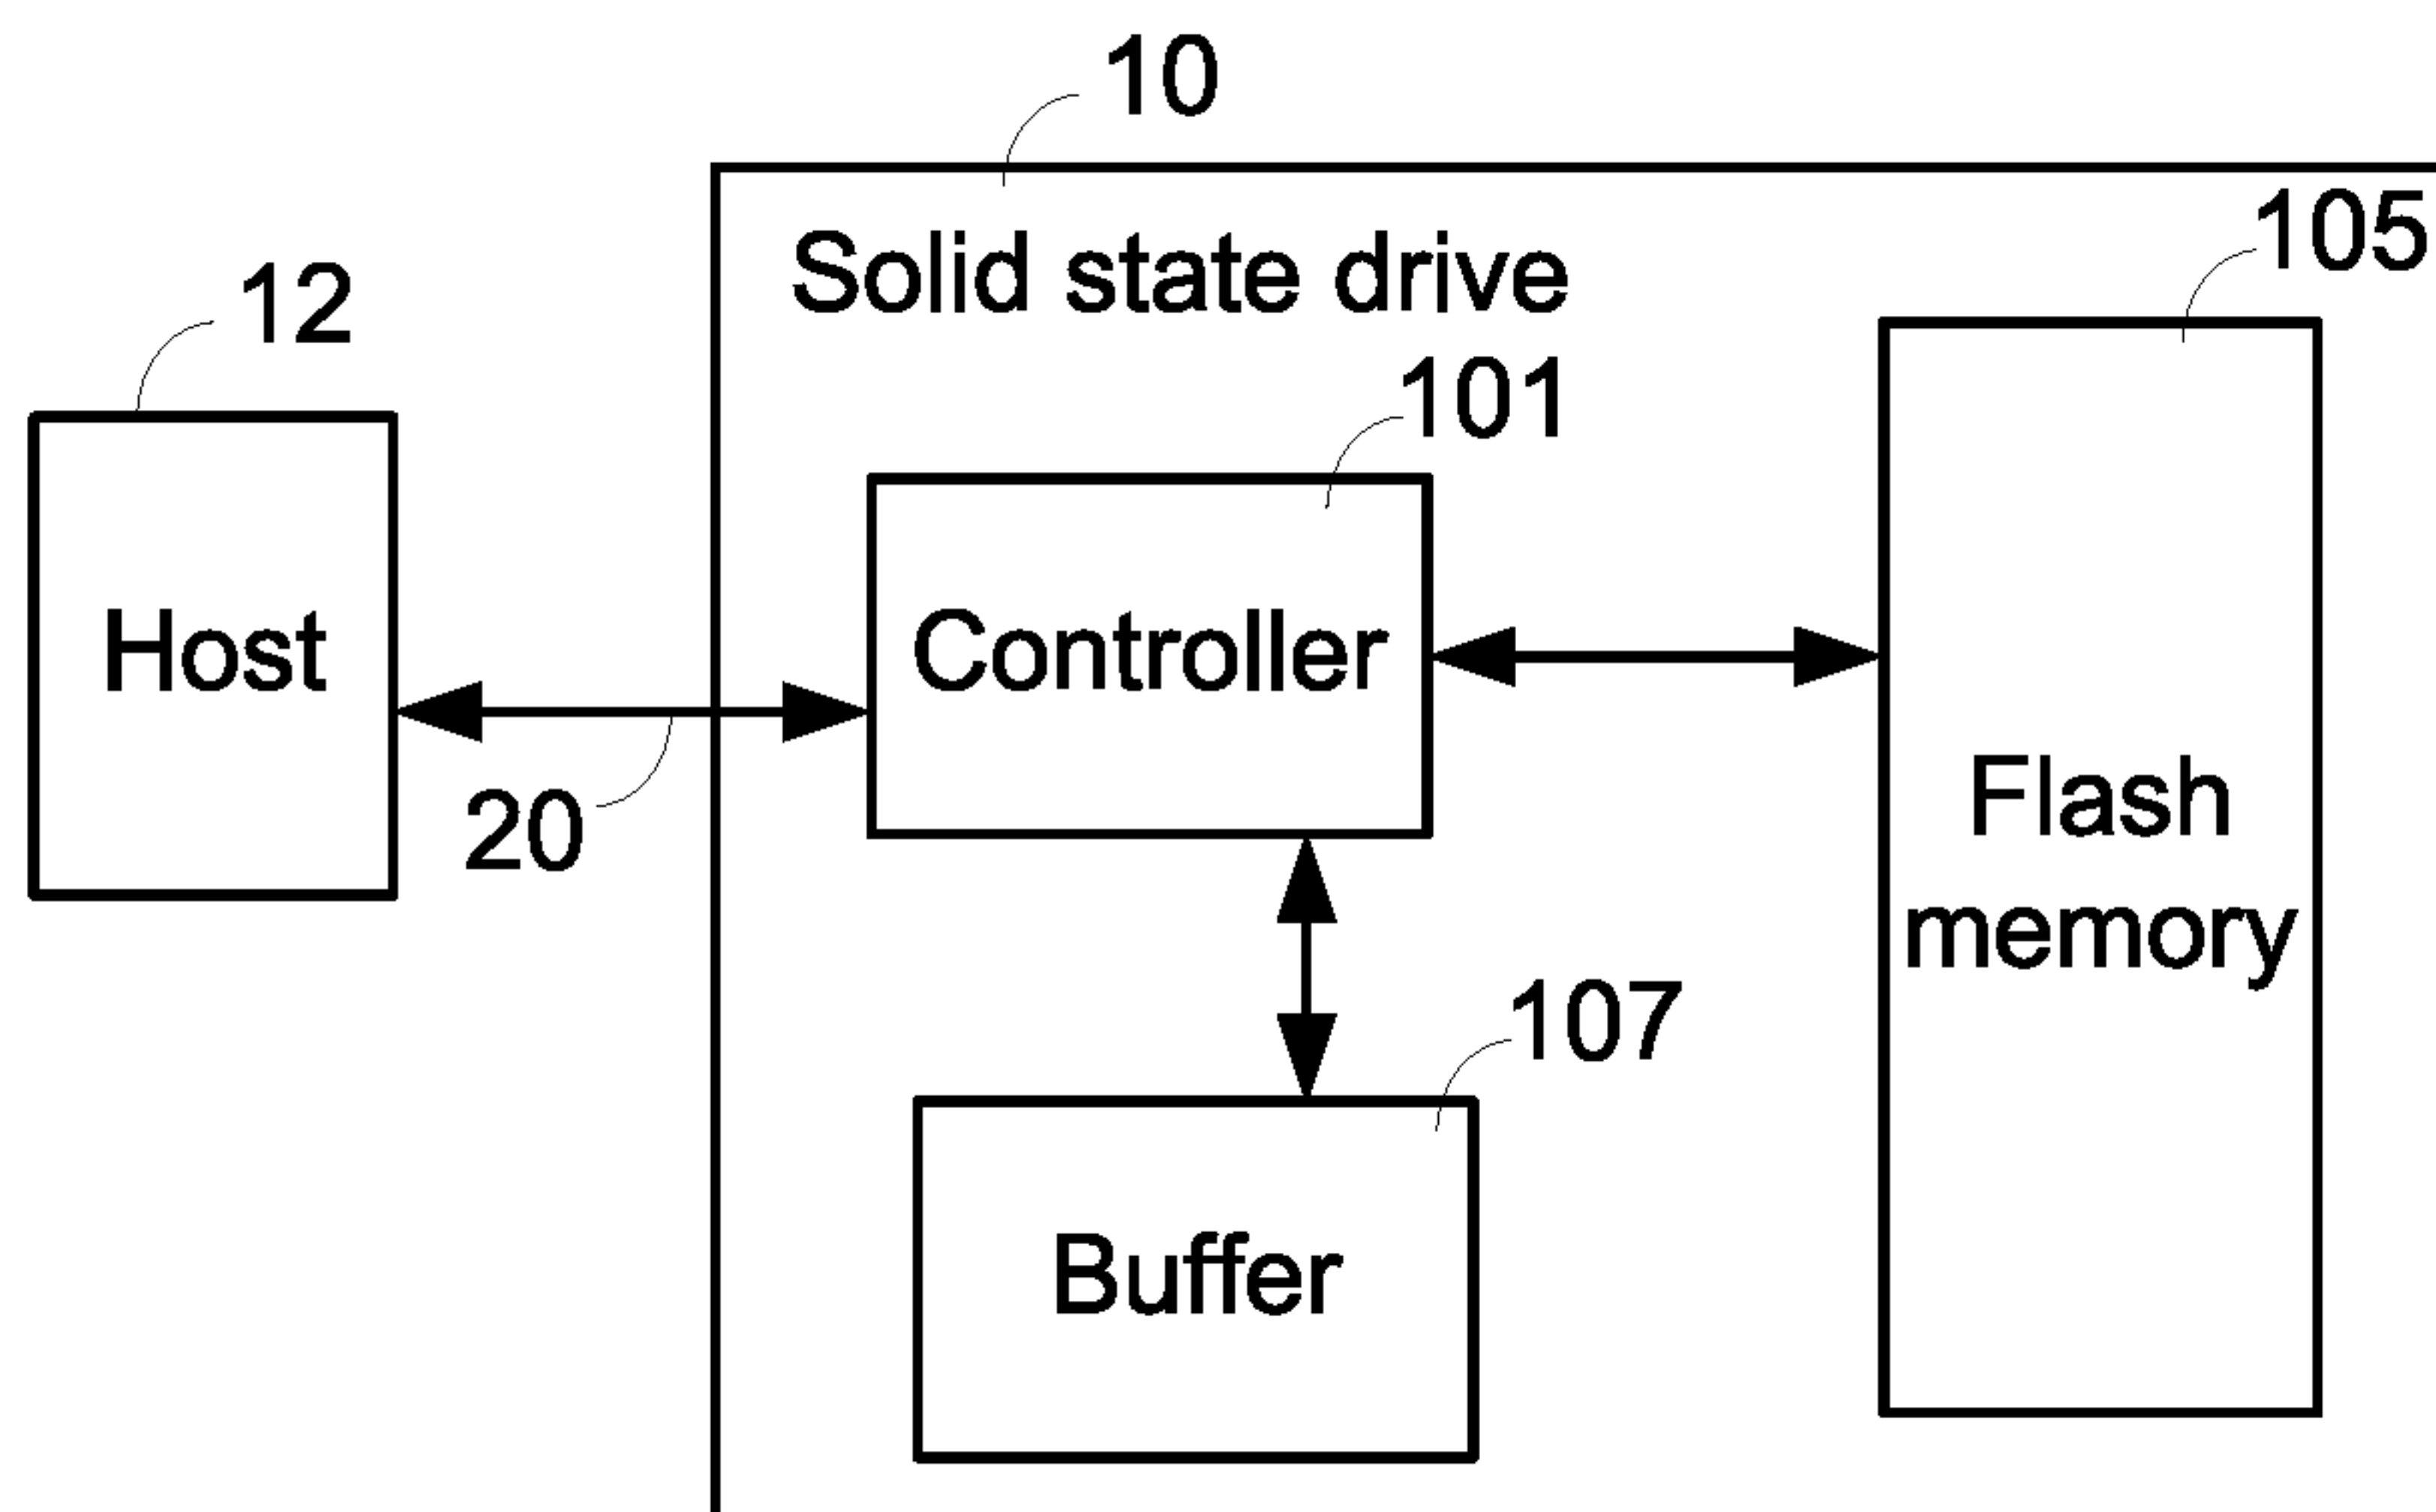 10
Solid state drive
105
12
101
Host
Controller
20
Flash
memory
107
Buffer